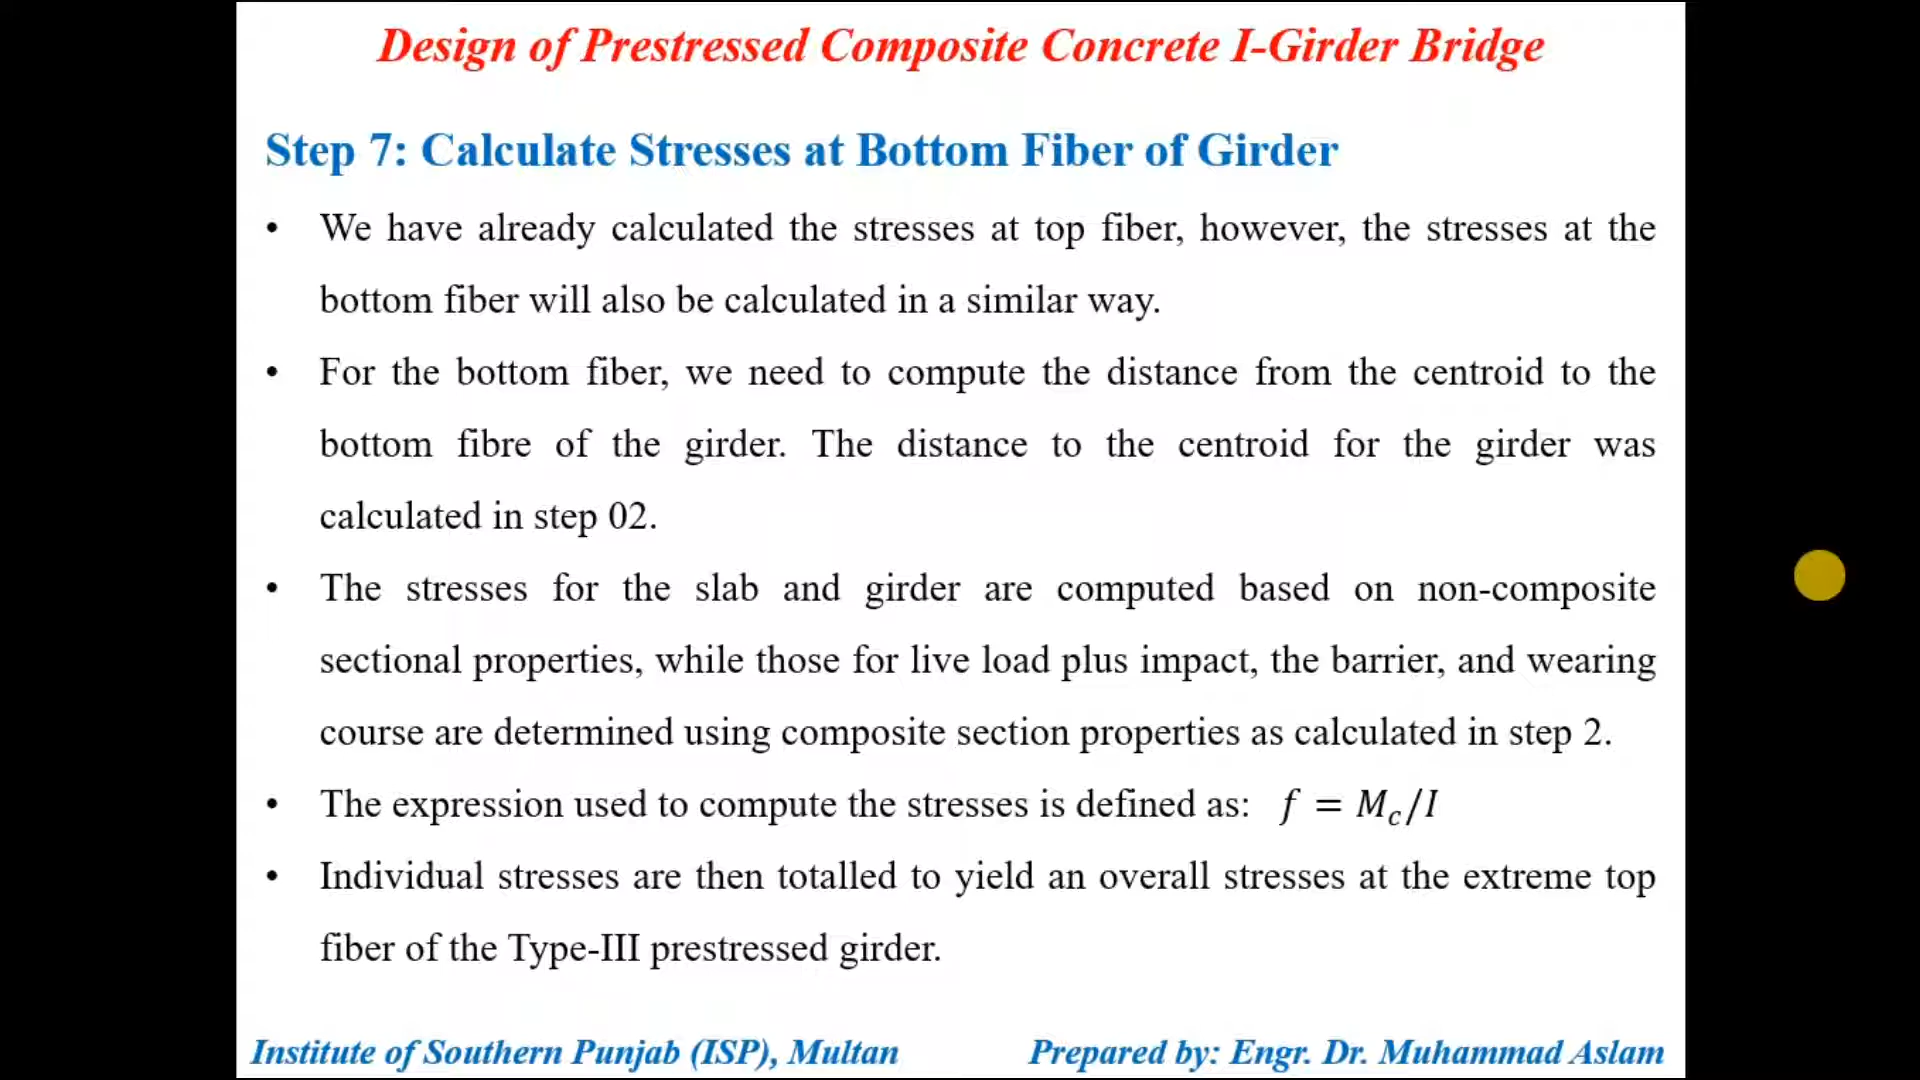 Design of Prestressed Composite Concrete I-Girder Bridge
Step 7: Calculate Stresses at Bottom Fiber of Girder
• We have already calculated the stresses at top fiber, however, the stresses at the
bottom fiber will also be calculated in a similar way.
• For the bottom fiber, we need to compute the distance from the centroid to the
bottom fibre of the girder. The distance to the centroid for the girder was
calculated in step 02.
• The stresses for the slab and girder are computed based on non-composite
sectional properties, while those for live load plus impact, the barrier, and wearing
course are determined using composite section properties as calculated in step 2.
• The expression used to compute the stresses is defined as: f = M_c/I
• Individual stresses are then totalled to yield an overall stresses at the extreme top
fiber of the Type-III prestressed girder.
Institute of Southern Punjab (ISP), Multan Prepared by: Engr. Dr. Muhammad Aslam